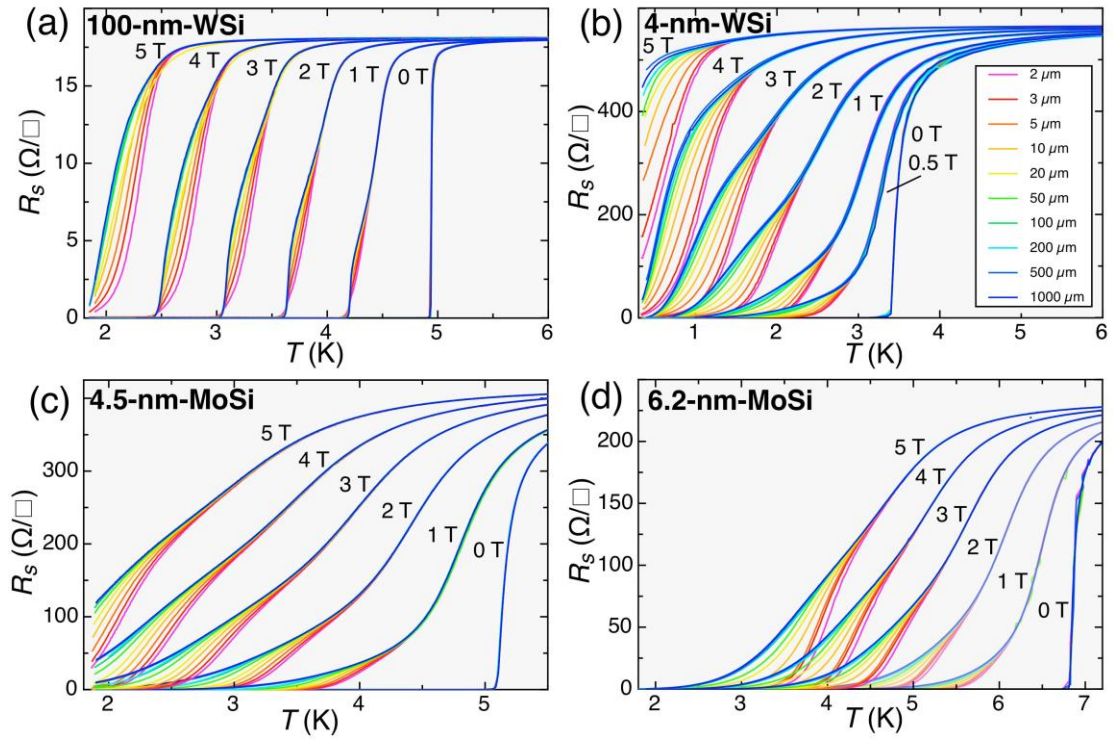 (a) 100-nm-WSi
5 T 4 T 3 T 2 T 1 T 0 T
15
10
5
0
R_s (Ω/□)
2 3 4 5 6
T (K)
(b) 4-nm-WSi
5 T 4 T 3 T 2 T 1 T
0 T
0.5 T
400
200
0
R_s (Ω/□)
1 2 3 4 5 6
T (K)
2 µm
3 µm
5 µm
10 µm
20 µm
50 µm
100 µm
200 µm
500 µm
1000 µm
(c) 4.5-nm-MoSi
5 T 4 T 3 T 2 T 1 T 0 T
300
200
100
0
R_s (Ω/□)
2 3 4 5
T (K)
(d) 6.2-nm-MoSi
5 T
4 T
3 T
2 T
1 T
0 T
200
150
100
50
0
R_s (Ω/□)
2 3 4 5 6 7
T (K)